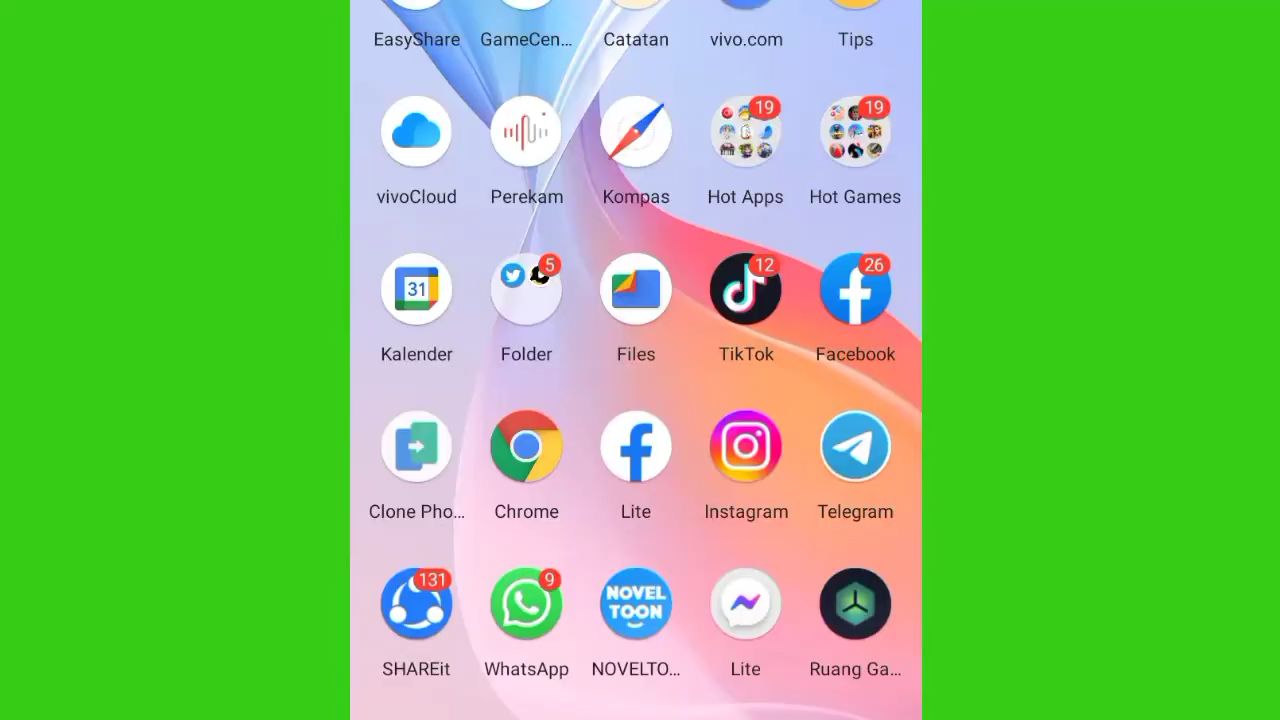 EasyShare
GameCen...
Catatan
vivo.com
Tips
19
19
vivoCloud
Perekam
Kompas
Hot Apps
Hot Games
31
5
12
26
Kalender
Folder
Files
TikTok
Facebook
Clone Pho...
Chrome
Lite
Instagram
Telegram
131
9
NOVEL
TOON
SHAREit
WhatsApp
NOVELTO...
Lite
Ruang Ga...